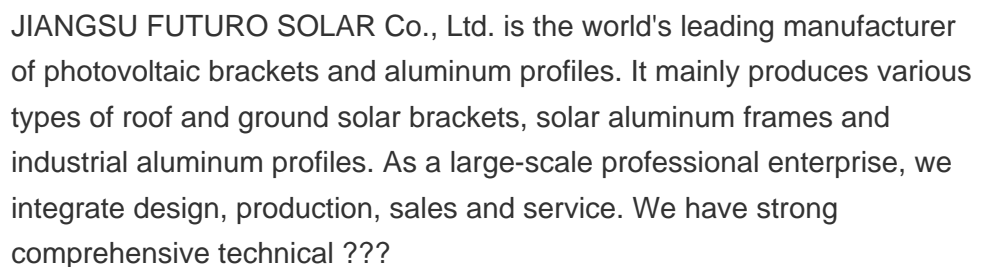 JIANGSU FUTURO SOLAR Co., Ltd. is the world's leading manufacturer
of photovoltaic brackets and aluminum profiles. It mainly produces various
types of roof and ground solar brackets, solar aluminum frames and
industrial aluminum profiles. As a large-scale professional enterprise, we
integrate design, production, sales and service. We have strong
comprehensive technical ???